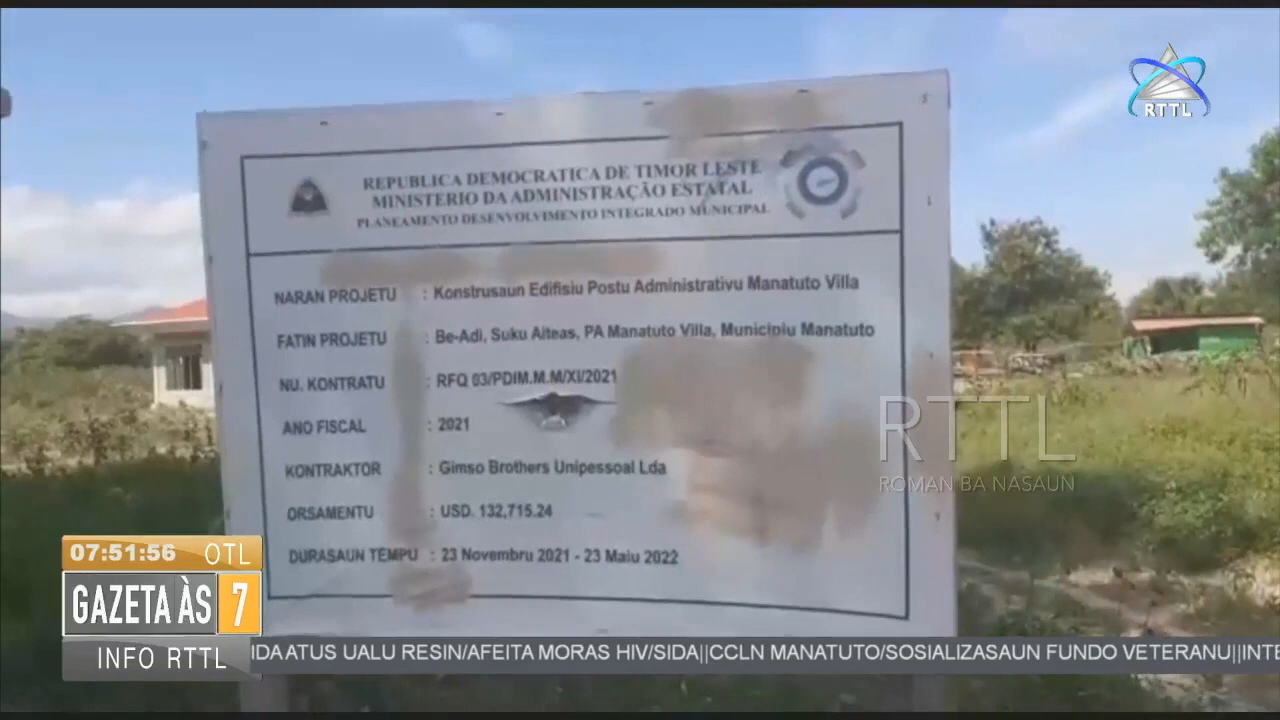 RTTL
REPUBLICA DEMOCRATICA DE TIMOR LESTE
MINISTERIO DA ADMINISTRAÇÃO ESTATAL
PLANEAMENTO DESENVOLVIMENTO INTEGRADO MUNICIPAL
NARAN PROJETU : Konstrusaun Edifisiu Postu Administrativu Manatuto Villa
FATIN PROJETU : Be-Adi, Suku Aiteas, PA Manatuto Villa, Municipiu Manatuto
NU. KONTRATU : RFQ 03/PDIM.M.M/XI/2021
ANO FISCAL : 2021
KONTRAKTOR : Gimso Brothers Unipessoal Lda
ORSAMENTU : USD. 132,715.24
DURASAUN TEMPU : 23 Novembru 2021 - 23 Maiu 2022
RTTL
ROMAN BA NASAUN
07:51:56 OTL
GAZETA ÀS 7
INFO RTTL
IDA ATUS UALU RESIN/AFEITA MORAS HIV/SIDA||CCLN MANATUTO/SOSIALIZASAUN FUNDO VETERANU||INTE